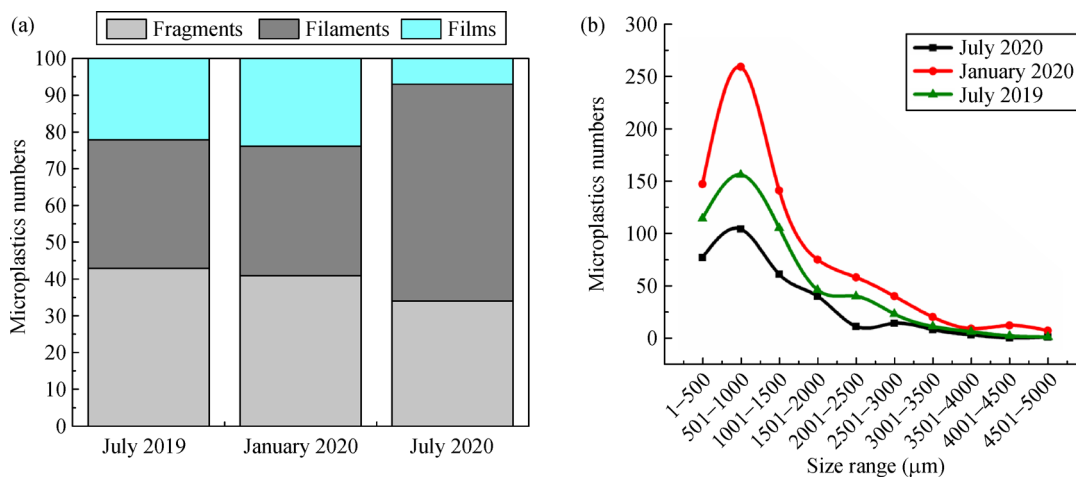 (a)
Fragments Filaments Films
100
90
80
70
60
50
40
30
20
10
0
Microplastics numbers
July 2019 January 2020 July 2020
(b)
300
250
200
150
100
50
0
Microplastics numbers
July 2020
January 2020
July 2019
1–500
501–1000
1001–1500
1501–2000
2001–2500
2501–3000
3001–3500
3501–4000
4001–4500
4501–5000
Size range (μm)